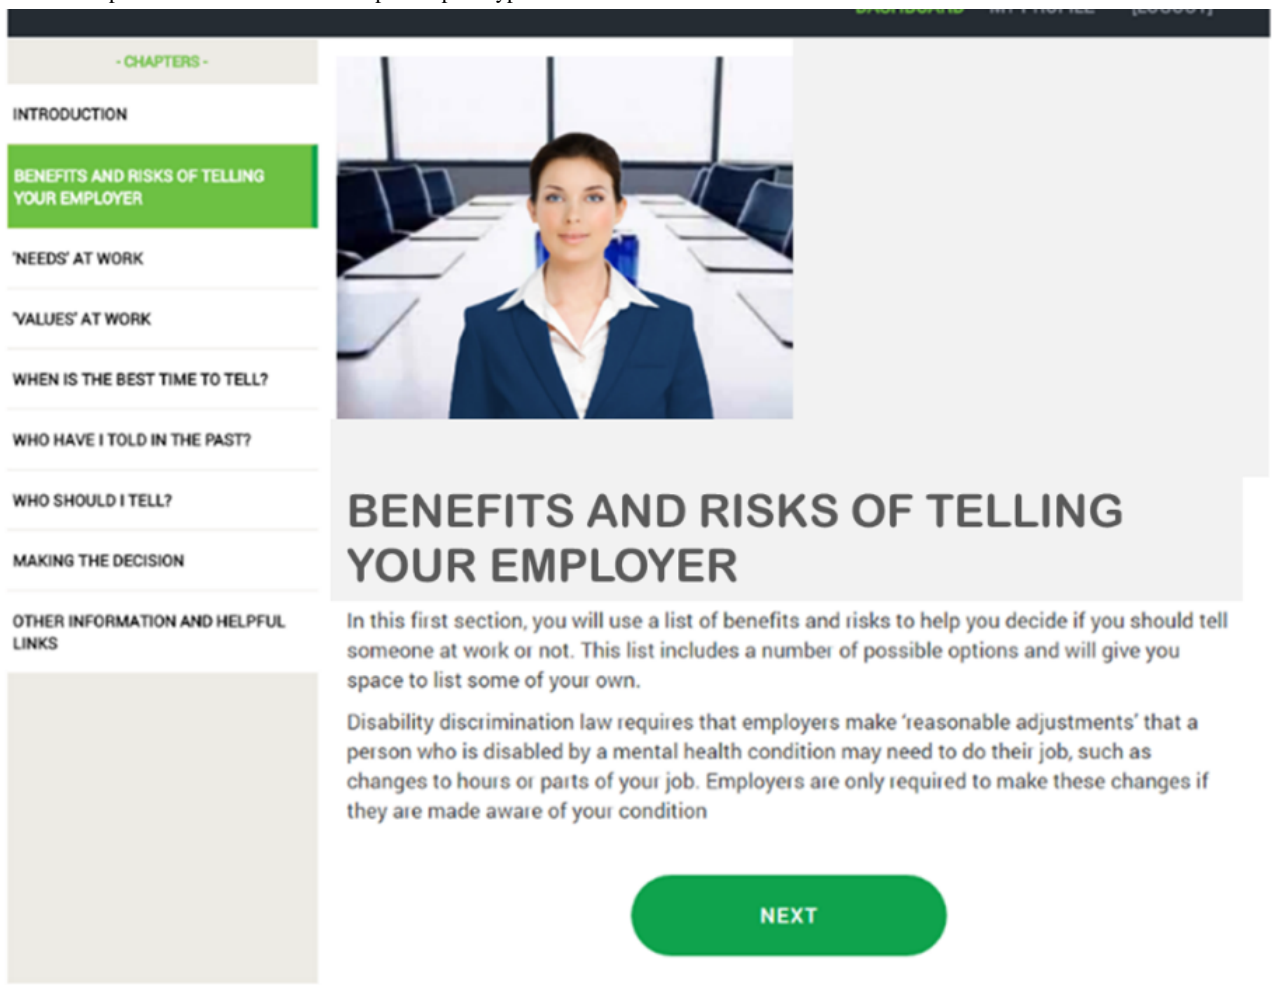 DASHBOARD MY PROFILE [LOGOUT]
- CHAPTERS -
INTRODUCTION
BENEFITS AND RISKS OF TELLING
YOUR EMPLOYER
'NEEDS' AT WORK
'VALUES' AT WORK
WHEN IS THE BEST TIME TO TELL?
WHO HAVE I TOLD IN THE PAST?
WHO SHOULD I TELL?
MAKING THE DECISION
OTHER INFORMATION AND HELPFUL
LINKS
BENEFITS AND RISKS OF TELLING
YOUR EMPLOYER
In this first section, you will use a list of benefits and risks to help you decide if you should tell
someone at work or not. This list includes a number of possible options and will give you
space to list some of your own.
Disability discrimination law requires that employers make ‘reasonable adjustments’ that a
person who is disabled by a mental health condition may need to do their job, such as
changes to hours or parts of your job. Employers are only required to make these changes if
they are made aware of your condition
NEXT